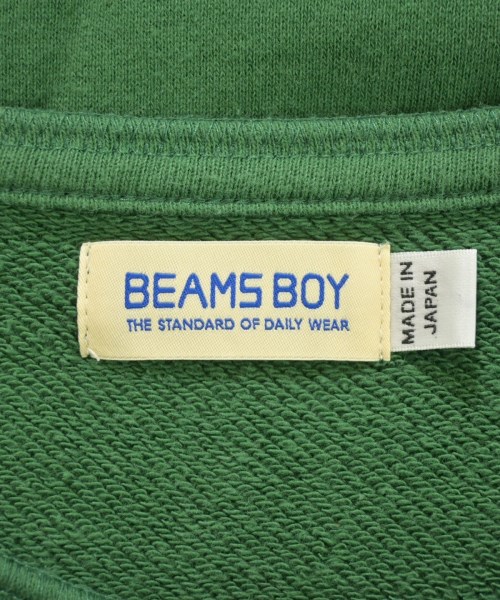 BEAMS BOY
THE STANDARD OF DAILY WEAR
MADE IN
JAPAN